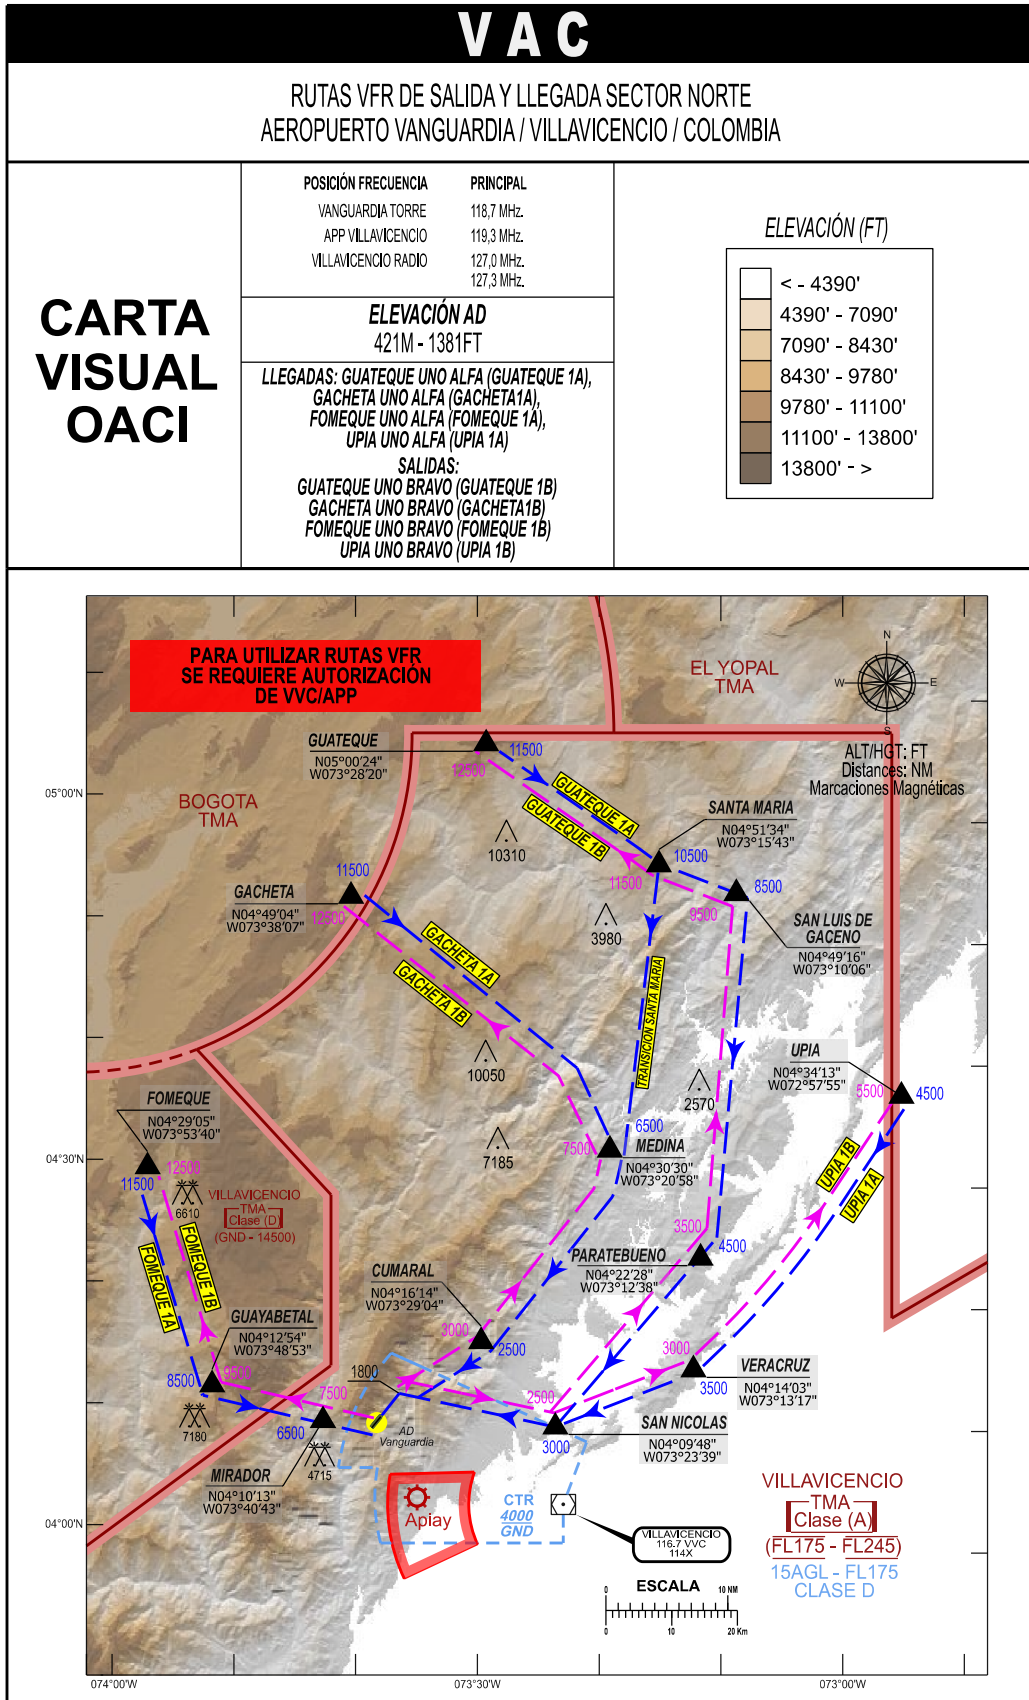 VAC
RUTAS VFR DE SALIDA Y LLEGADA SECTOR NORTE
AEROPUERTO VANGUARDIA / VILLAVICENCIO / COLOMBIA
CARTA
VISUAL
OACI
POSICIÓN FRECUENCIA PRINCIPAL
VANGUARDIA TORRE 118,7 MHz.
APP VILLAVICENCIO 119,3 MHz.
VILLAVICENCIO RADIO 127,0 MHz.
127,3 MHz.
ELEVACIÓN AD
421M - 1381FT
LLEGADAS: GUATEQUE UNO ALFA (GUATEQUE 1A),
GACHETA UNO ALFA (GACHETA1A),
FOMEQUE UNO ALFA (FOMEQUE 1A),
UPIA UNO ALFA (UPIA 1A)
SALIDAS:
GUATEQUE UNO BRAVO (GUATEQUE 1B)
GACHETA UNO BRAVO (GACHETA1B)
FOMEQUE UNO BRAVO (FOMEQUE 1B)
UPIA UNO BRAVO (UPIA 1B)
ELEVACIÓN (FT)
< - 4390'
4390' - 7090'
7090' - 8430'
8430' - 9780'
9780' - 11100'
11100' - 13800'
13800' - >
PARA UTILIZAR RUTAS VFR
SE REQUIERE AUTORIZACIÓN
DE VVC/APP
EL YOPAL
TMA
N
W
E
S
ALT/HGT: FT
Distances: NM
Marcaciones Magnéticas
GUATEQUE
N05°00'24"
W073°28'20"
11500
12500
05°00'N
BOGOTA
TMA
GUATEQUE 1A
GUATEQUE 1B
10310
SANTA MARIA
N04°51'34"
W073°15'43"
10500
11500
8500
9500
SAN LUIS DE
GACENO
N04°49'16"
W073°10'06"
11500
GACHETA
N04°49'04"
W073°38'07"
12500
3980
GACHETA 1A
GACHETA 1B
TRANSICION SANTA MARIA
10050
UPIA
N04°34'13"
W072°57'55"
5500
4500
2570
FOMEQUE
N04°29'05"
W073°53'40"
6500
7185
7500
MEDINA
N04°30'30"
W073°20'58"
04°30'N
11500
12500
6610
VILLAVICENCIO
TMA
Clase (D)
(GND - 14500)
UPIA 1B
UPIA 1A
3500
4500
PARATEBUENO
N04°22'28"
W073°12'38"
FOMEQUE 1A
FOMEQUE 1B
CUMARAL
N04°16'14"
W073°29'04"
3000
2500
GUAYABETAL
N04°12'54"
W073°48'53"
8500
9500
1800
3000
3500
VERACRUZ
N04°14'03"
W073°13'17"
7500
2500
7180
6500
4715
AD
Vanguardia
3000
SAN NICOLAS
N04°09'48"
W073°23'39"
MIRADOR
N04°10'13"
W073°40'43"
Apiay
CTR
4000
GND
VILLAVICENCIO
116.7 VVC
114X
VILLAVICENCIO
TMA
Clase (A)
(FL175 - FL245)
15AGL - FL175
CLASE D
04°00'N
ESCALA
0 10 NM
0 10 20 Km
074°00'W
073°30'W
073°00'W